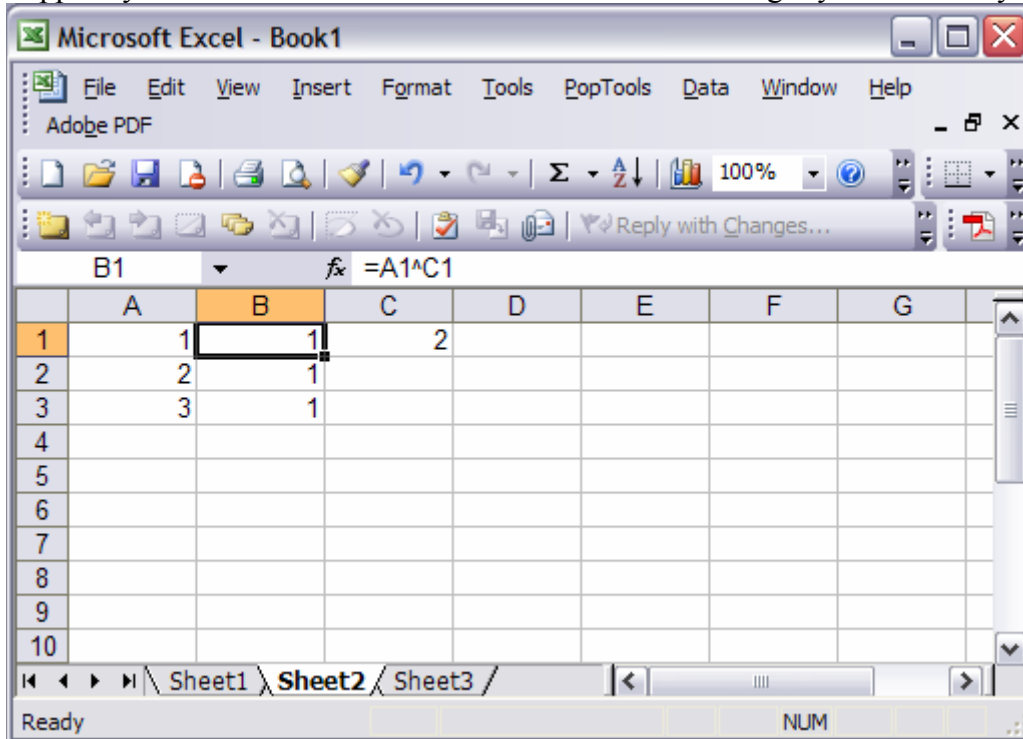 Microsoft Excel - Book1
File Edit View Insert Format Tools PopTools Data Window Help
Adobe PDF
Σ A Z 100% ?
Reply with Changes...
B1 fx =A1^C1
A B C D E F G
1 1 1 2
2 2 1
3 3 1
4
5
6
7
8
9
10
Sheet1 Sheet2 Sheet3
Ready NUM